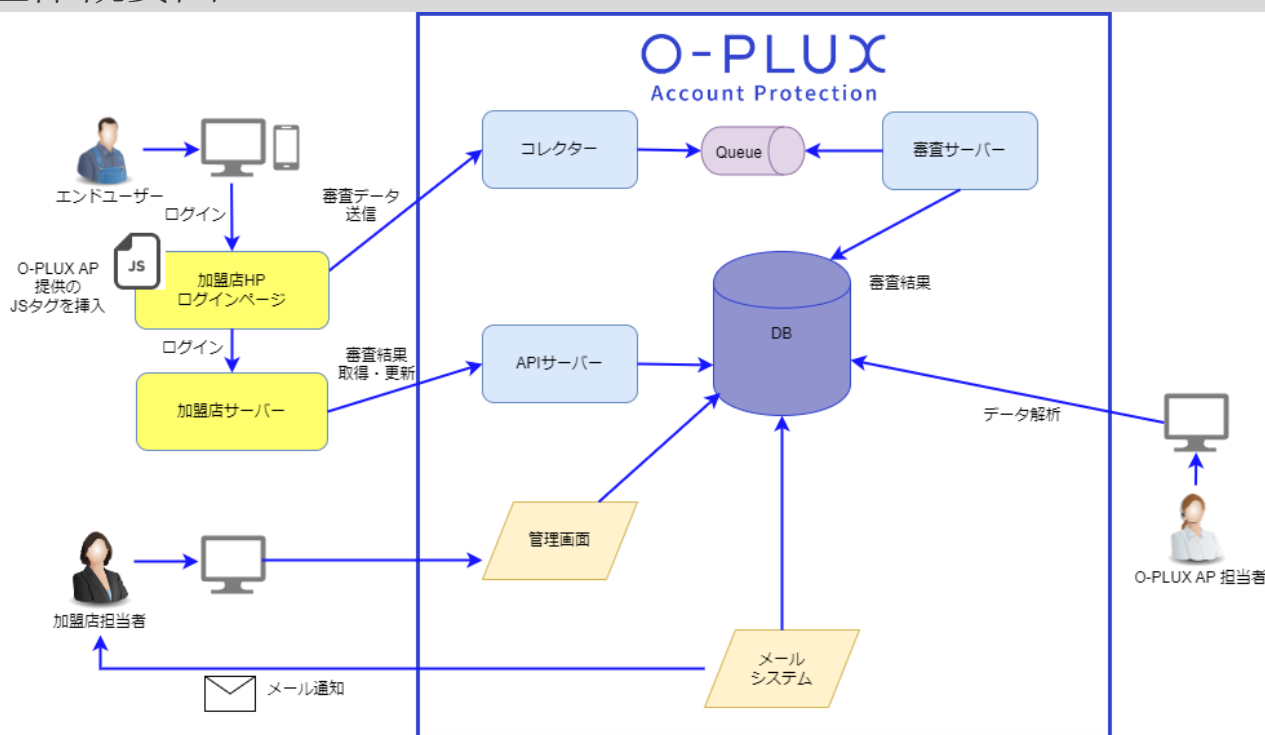 O-PLUX
Account Protection
エンドユーザー
ログイン
審査データ
送信
コレクター
Queue
審査サーバー
O-PLUX AP
提供の
JSタグを挿入
JS
加盟店HP
ログインページ
審査結果
DB
ログイン
審査結果
取得・更新
APIサーバー
加盟店サーバー
データ解析
管理画面
O-PLUX AP 担当者
加盟店担当者
メール
システム
メール通知